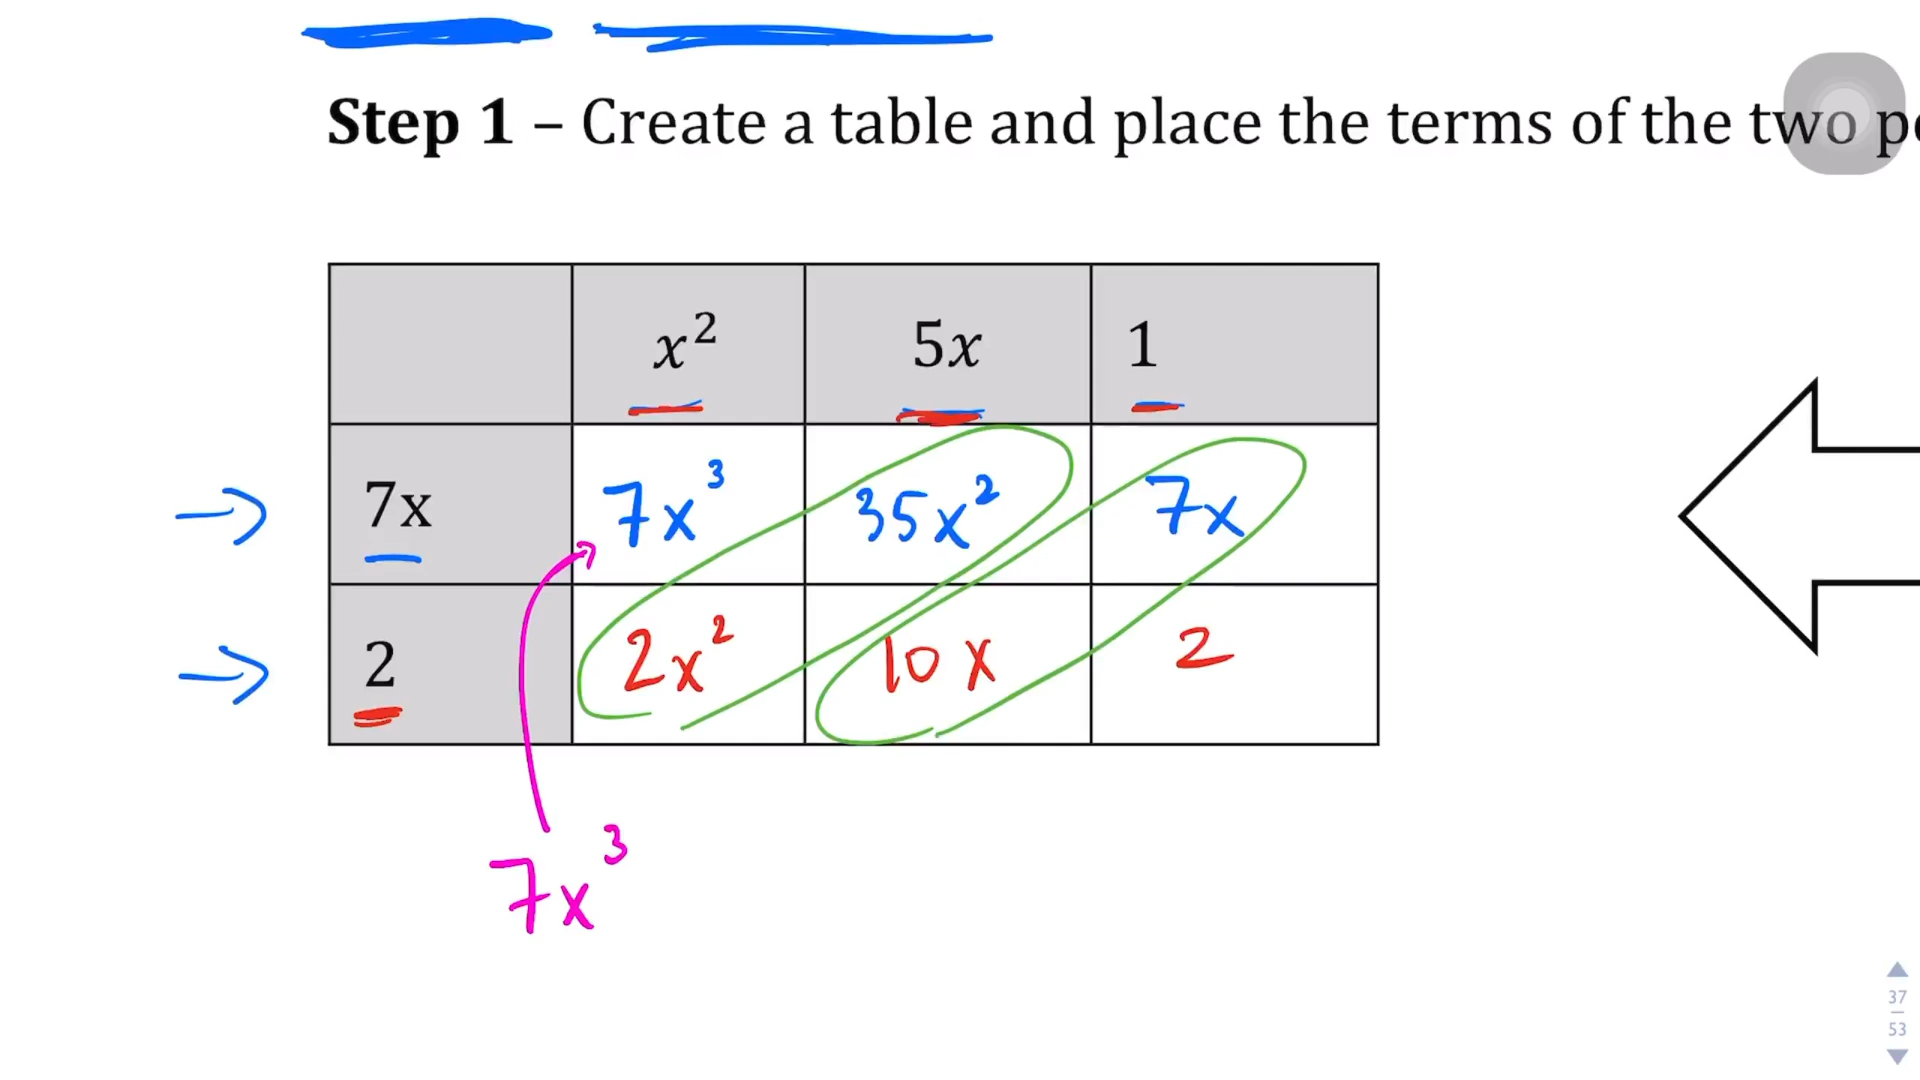 Step 1 – Create a table and place the terms of the two
x² 5x 1
7x 7x³ 35x² 7x
2 2x² 10x 2
7x³
37
53